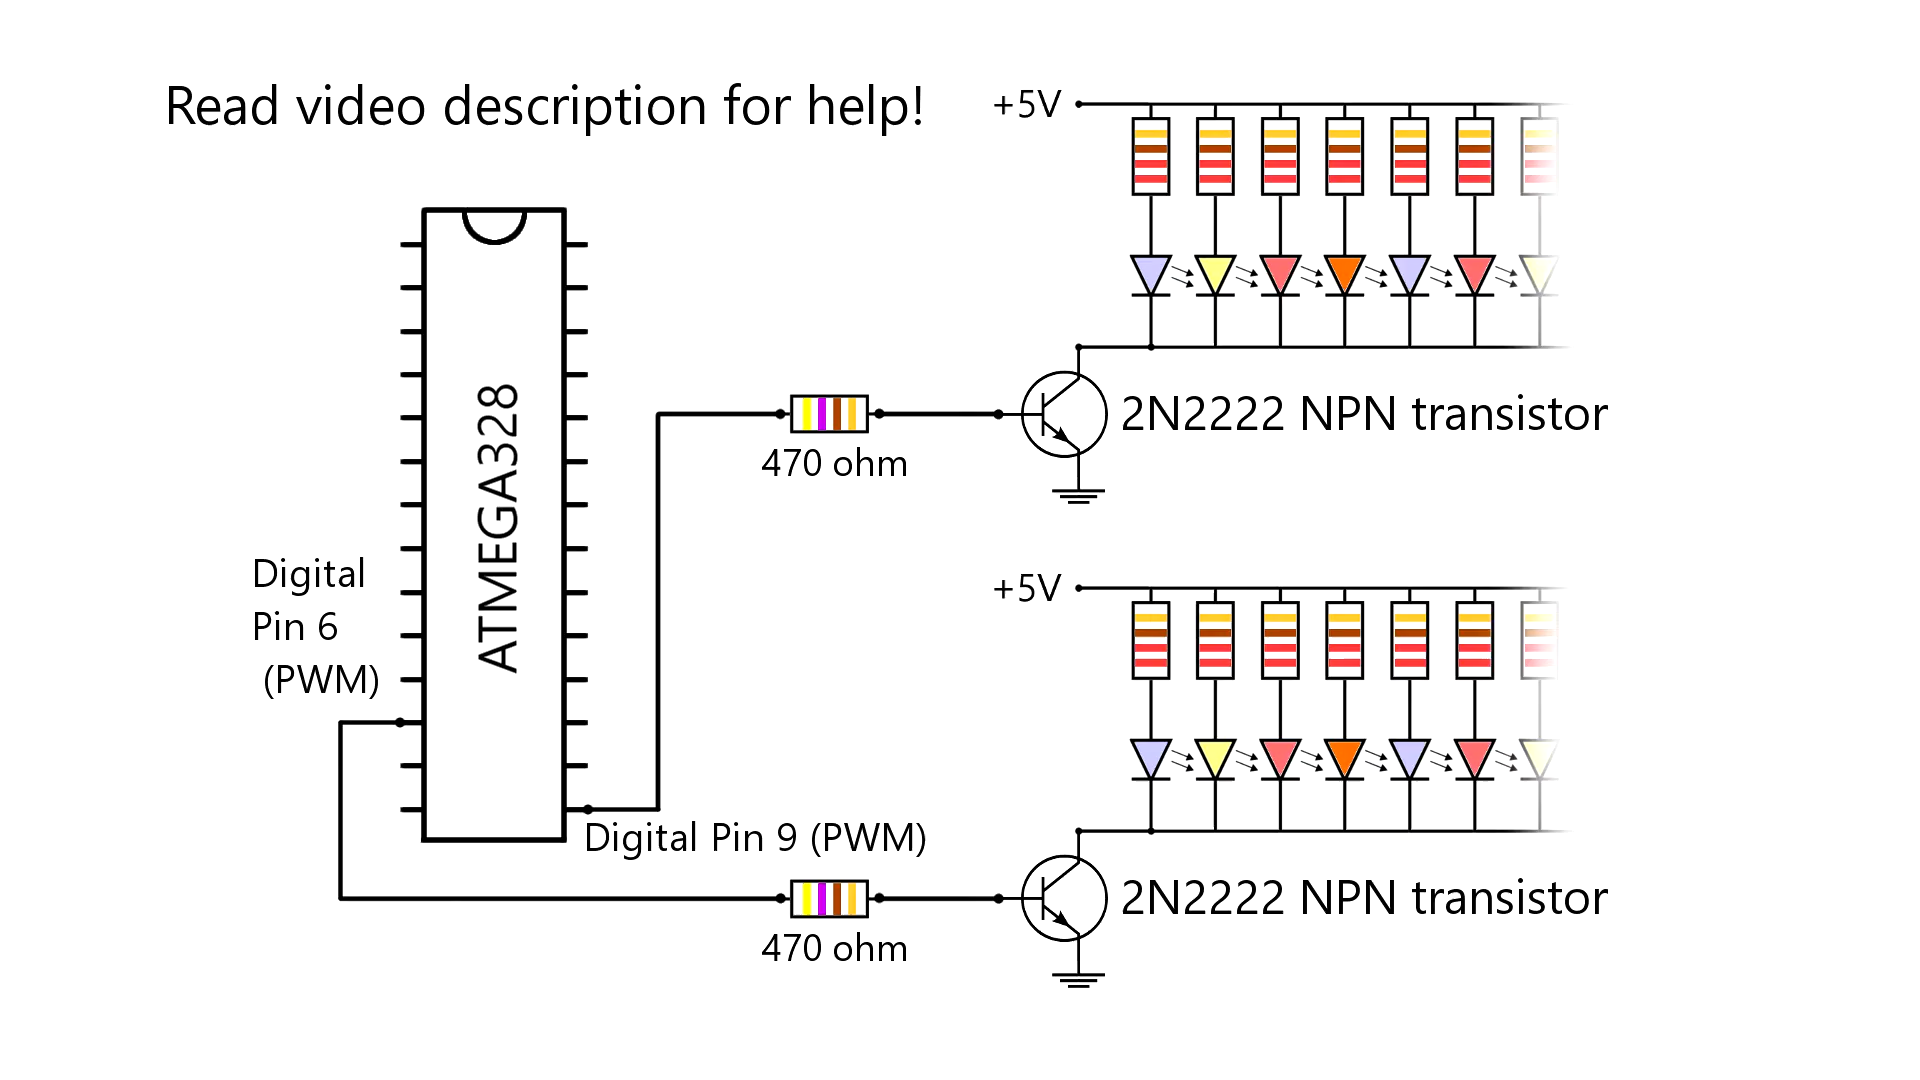 Read video description for help!
+5V
ATMEGA328
470 ohm
2N2222 NPN transistor
Digital
Pin 6
(PWM)
+5V
Digital Pin 9 (PWM)
470 ohm
2N2222 NPN transistor